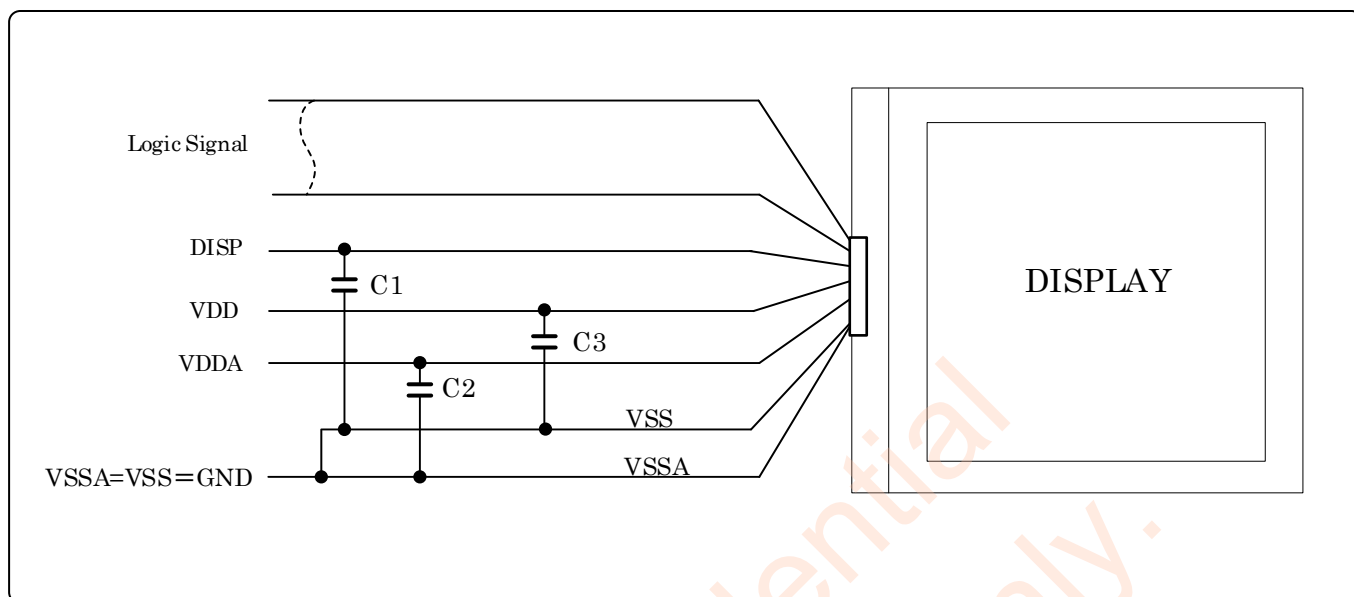 Logic Signal
DISP
C1
VDD
C3
VDDA
C2
VSS
VSSA=VSS=GND
VSSA
DISPLAY